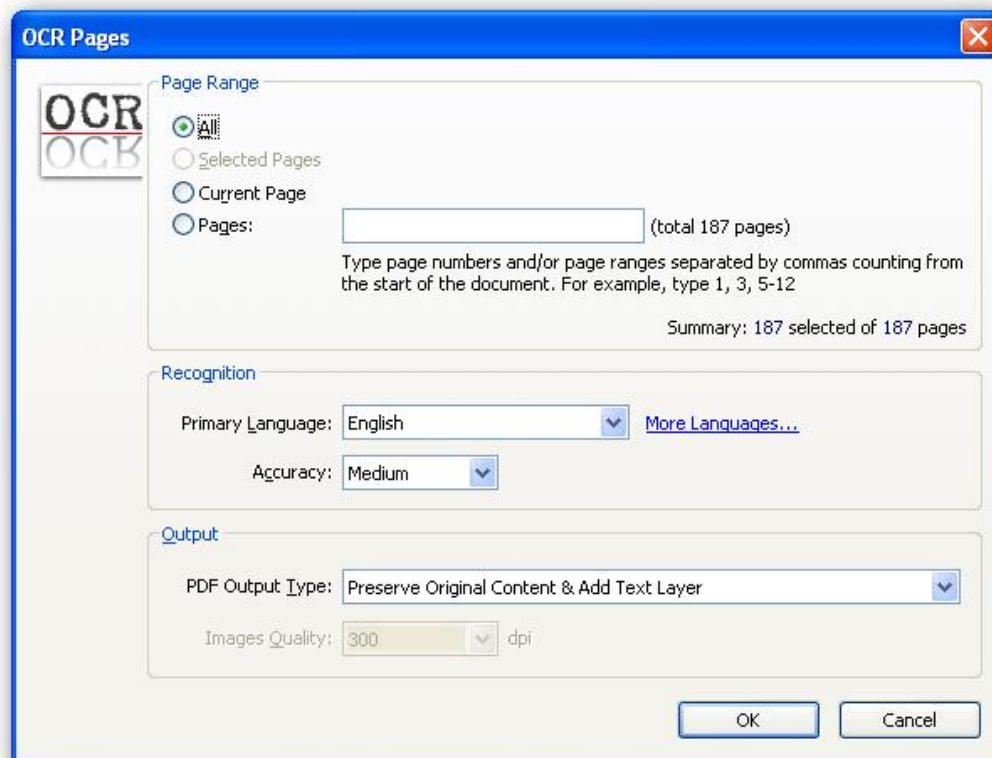 OCR Pages
OCR
Page Range
All
Selected Pages
Current Page
Pages: (total 187 pages)
Type page numbers and/or page ranges separated by commas counting from
the start of the document. For example, type 1, 3, 5-12
Summary: 187 selected of 187 pages
Recognition
Primary Language: English More Languages...
Accuracy: Medium
Output
PDF Output Type: Preserve Original Content & Add Text Layer
Images Quality: 300 dpi
OK Cancel